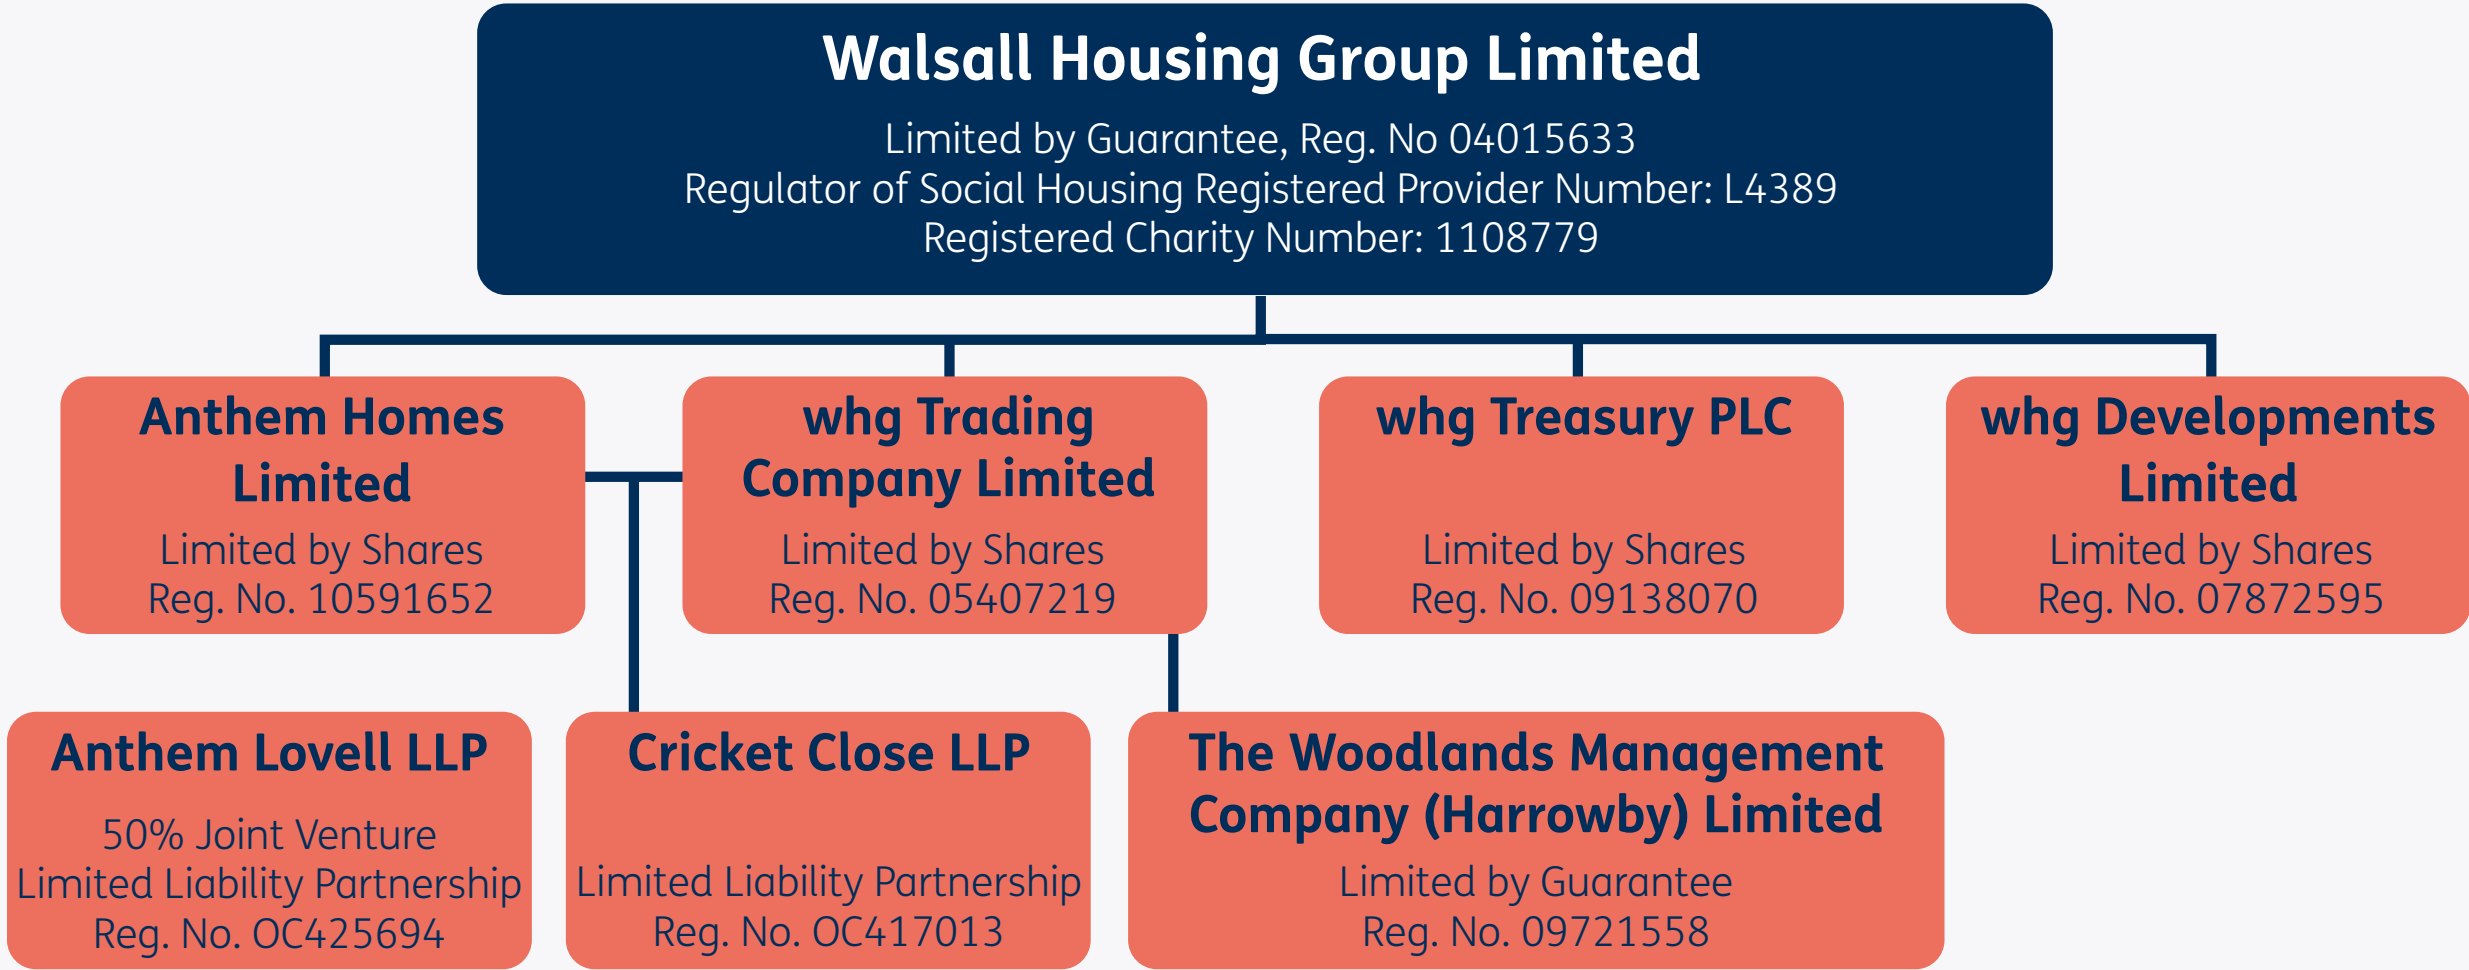 Walsall Housing Group Limited
Limited by Guarantee, Reg. No 04015633
Regulator of Social Housing Registered Provider Number: L4389
Registered Charity Number: 1108779
Anthem Homes
Limited
Limited by Shares
Reg. No. 10591652
whg Trading
Company Limited
Limited by Shares
Reg. No. 05407219
whg Treasury PLC
Limited by Shares
Reg. No. 09138070
whg Developments
Limited
Limited by Shares
Reg. No. 07872595
Anthem Lovell LLP
50% Joint Venture
Limited Liability Partnership
Reg. No. OC425694
Cricket Close LLP
Limited Liability Partnership
Reg. No. OC417013
The Woodlands Management
Company (Harrowby) Limited
Limited by Guarantee
Reg. No. 09721558